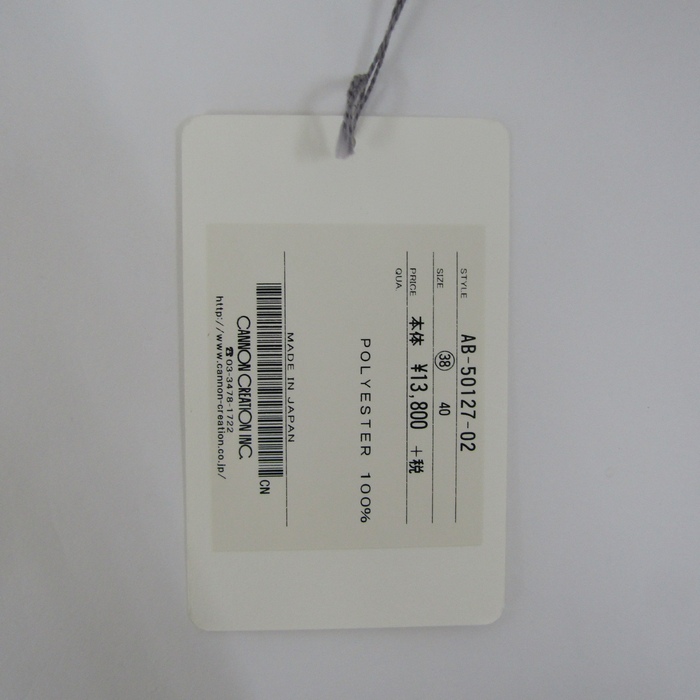 STYLE AB-50127-02
SIZE 38 40
PRICE 本体 ¥13,800 +税
QUA.
POLYESTER 100%
MADE IN JAPAN
CN
CANNON CREATION INC.
☎03-3478-1722
http://www.cannon-creation.co.jp/